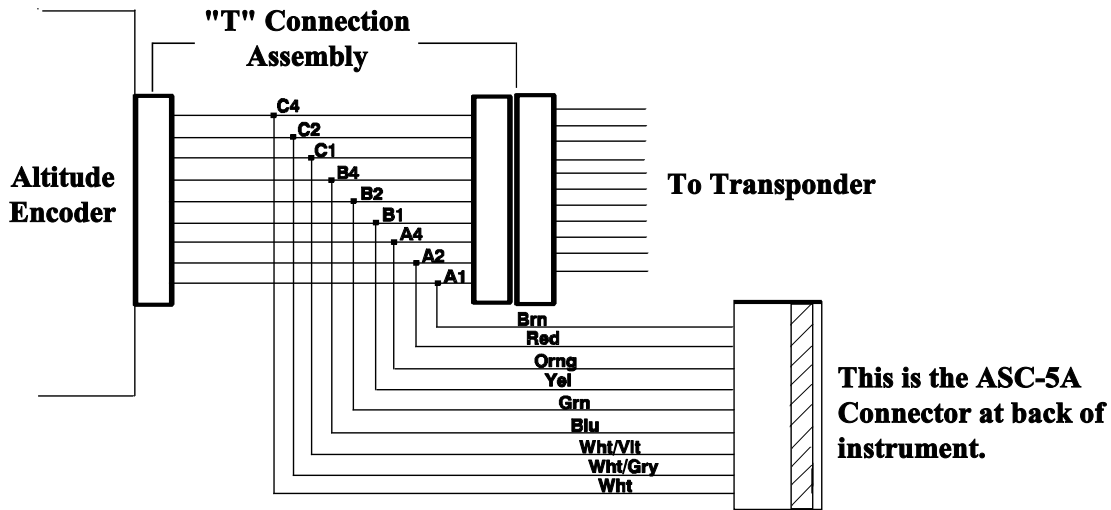 "T" Connection
Assembly
Altitude
Encoder
C4
C2
C1
B4
B2
B1
A4
A2
A1
To Transponder
Brn
Red
Orng
Yel
Grn
Blu
Wht/Vlt
Wht/Gry
Wht
This is the ASC-5A
Connector at back of
instrument.